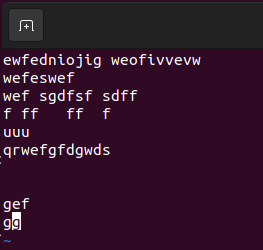 ewfedniojig weofivvevw
wefeswef
wef sgdfsf sdff
f ff   ff  f
uuu
qrwefgfdgwds

gef
gg
~